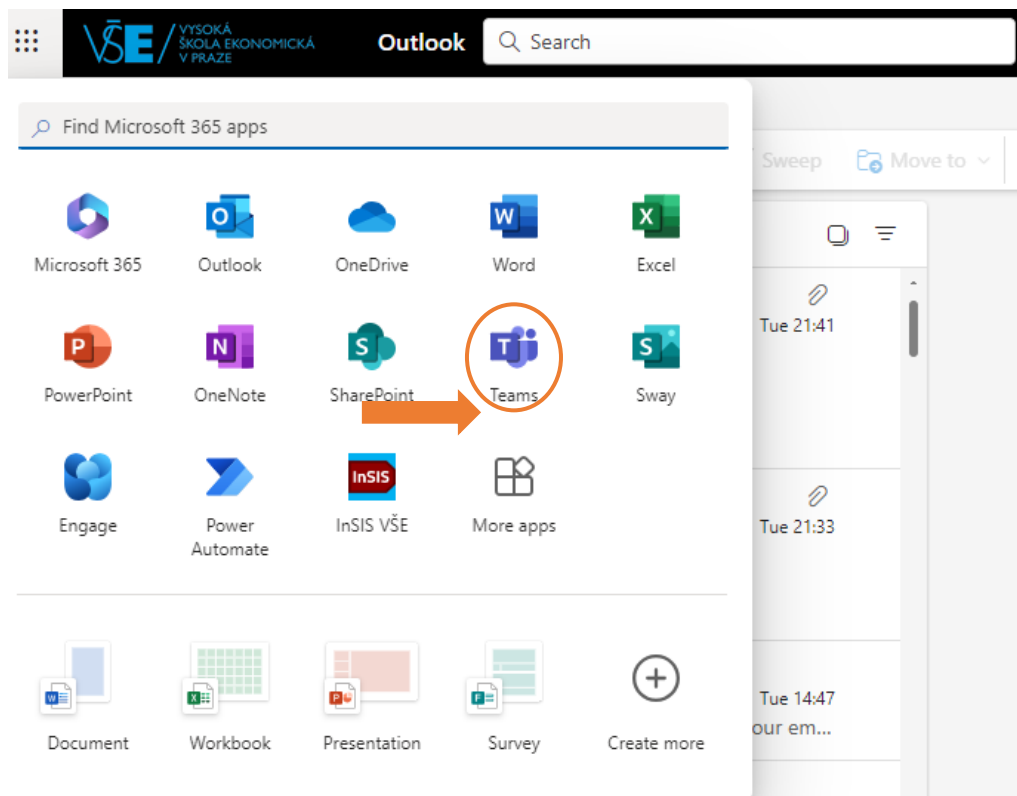 VŠE
VYSOKÁ
ŠKOLA EKONOMICKÁ
V PRAZE
Outlook
Search
Find Microsoft 365 apps
Sweep
Move to
Microsoft 365
Outlook
OneDrive
Word
Excel
Tue 21:41
PowerPoint
OneNote
SharePoint
Teams
Sway
Engage
Power
Automate
InSIS
InSIS VŠE
More apps
Tue 21:33
Document
Workbook
Presentation
Survey
Create more
Tue 14:47
our em...